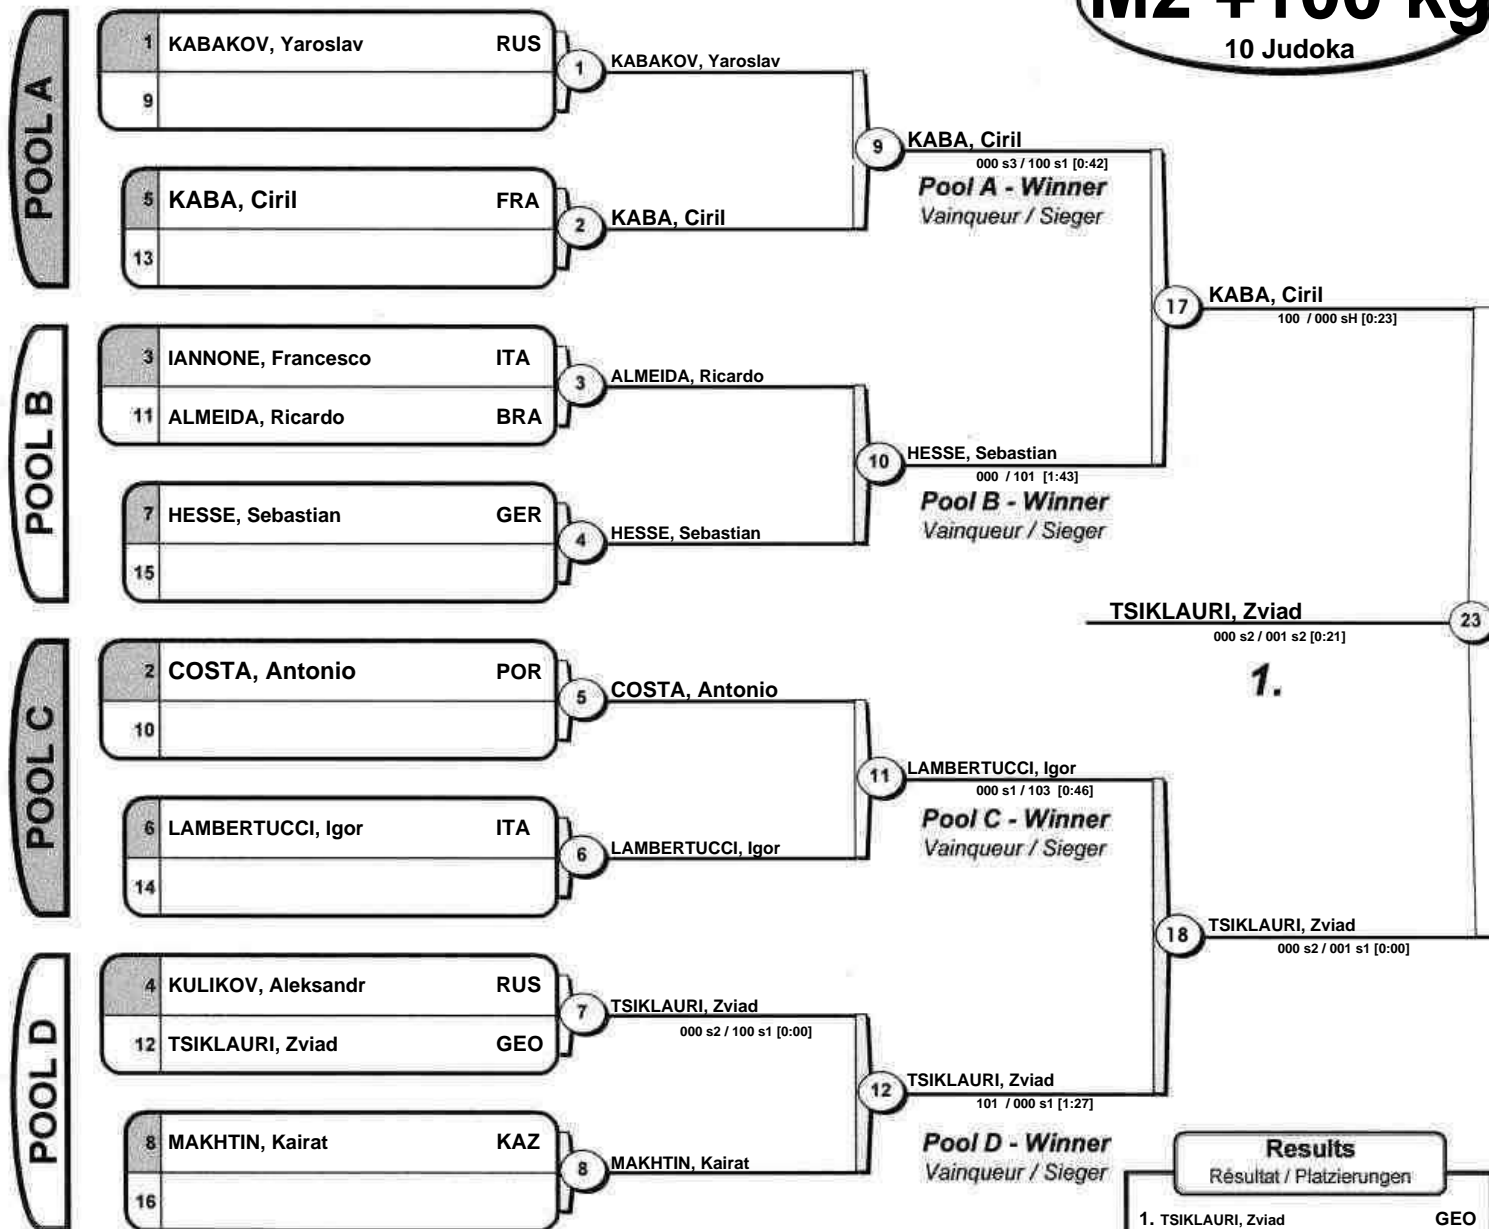 M2 +100 kg
10 Judoka
POOL A
1 KABAKOV, Yaroslav RUS
9
5 KABA, Ciril FRA
13
1 KABAKOV, Yaroslav
2 KABA, Ciril
9 KABA, Ciril
000 s3 / 100 s1 [0:42]
Pool A - Winner
Vainqueur / Sieger
POOL B
3 IANNONE, Francesco ITA
11 ALMEIDA, Ricardo BRA
7 HESSE, Sebastian GER
15
3 ALMEIDA, Ricardo
4 HESSE, Sebastian
10 HESSE, Sebastian
000 / 101 [1:43]
Pool B - Winner
Vainqueur / Sieger
17 KABA, Ciril
100 / 000 sH [0:23]
TSIKLAURI, Zviad 23
000 s2 / 001 s2 [0:21]
1.
POOL C
2 COSTA, Antonio POR
10
6 LAMBERTUCCI, Igor ITA
14
5 COSTA, Antonio
6 LAMBERTUCCI, Igor
11 LAMBERTUCCI, Igor
000 s1 / 103 [0:46]
Pool C - Winner
Vainqueur / Sieger
18 TSIKLAURI, Zviad
000 s2 / 001 s1 [0:00]
POOL D
4 KULIKOV, Aleksandr RUS
12 TSIKLAURI, Zviad GEO
8 MAKHTIN, Kairat KAZ
16
7 TSIKLAURI, Zviad
000 s2 / 100 s1 [0:00]
8 MAKHTIN, Kairat
12 TSIKLAURI, Zviad
101 / 000 s1 [1:27]
Pool D - Winner
Vainqueur / Sieger
Results
Résultat / Platzierungen
1. TSIKLAURI, Zviad GEO